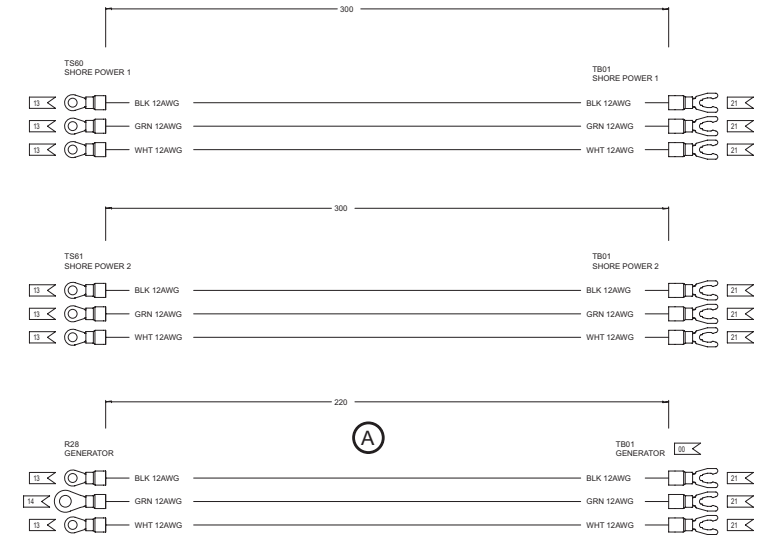 300
TS60
SHORE POWER 1
TB01
SHORE POWER 1
13 BLK 12AWG BLK 12AWG 21
13 GRN 12AWG GRN 12AWG 21
13 WHT 12AWG WHT 12AWG 21
300
TS61
SHORE POWER 2
TB01
SHORE POWER 2
13 BLK 12AWG BLK 12AWG 21
13 GRN 12AWG GRN 12AWG 21
13 WHT 12AWG WHT 12AWG 21
220
A
R28
GENERATOR
TB01
GENERATOR 00
13 BLK 12AWG BLK 12AWG 21
14 GRN 12AWG GRN 12AWG 21
13 WHT 12AWG WHT 12AWG 21